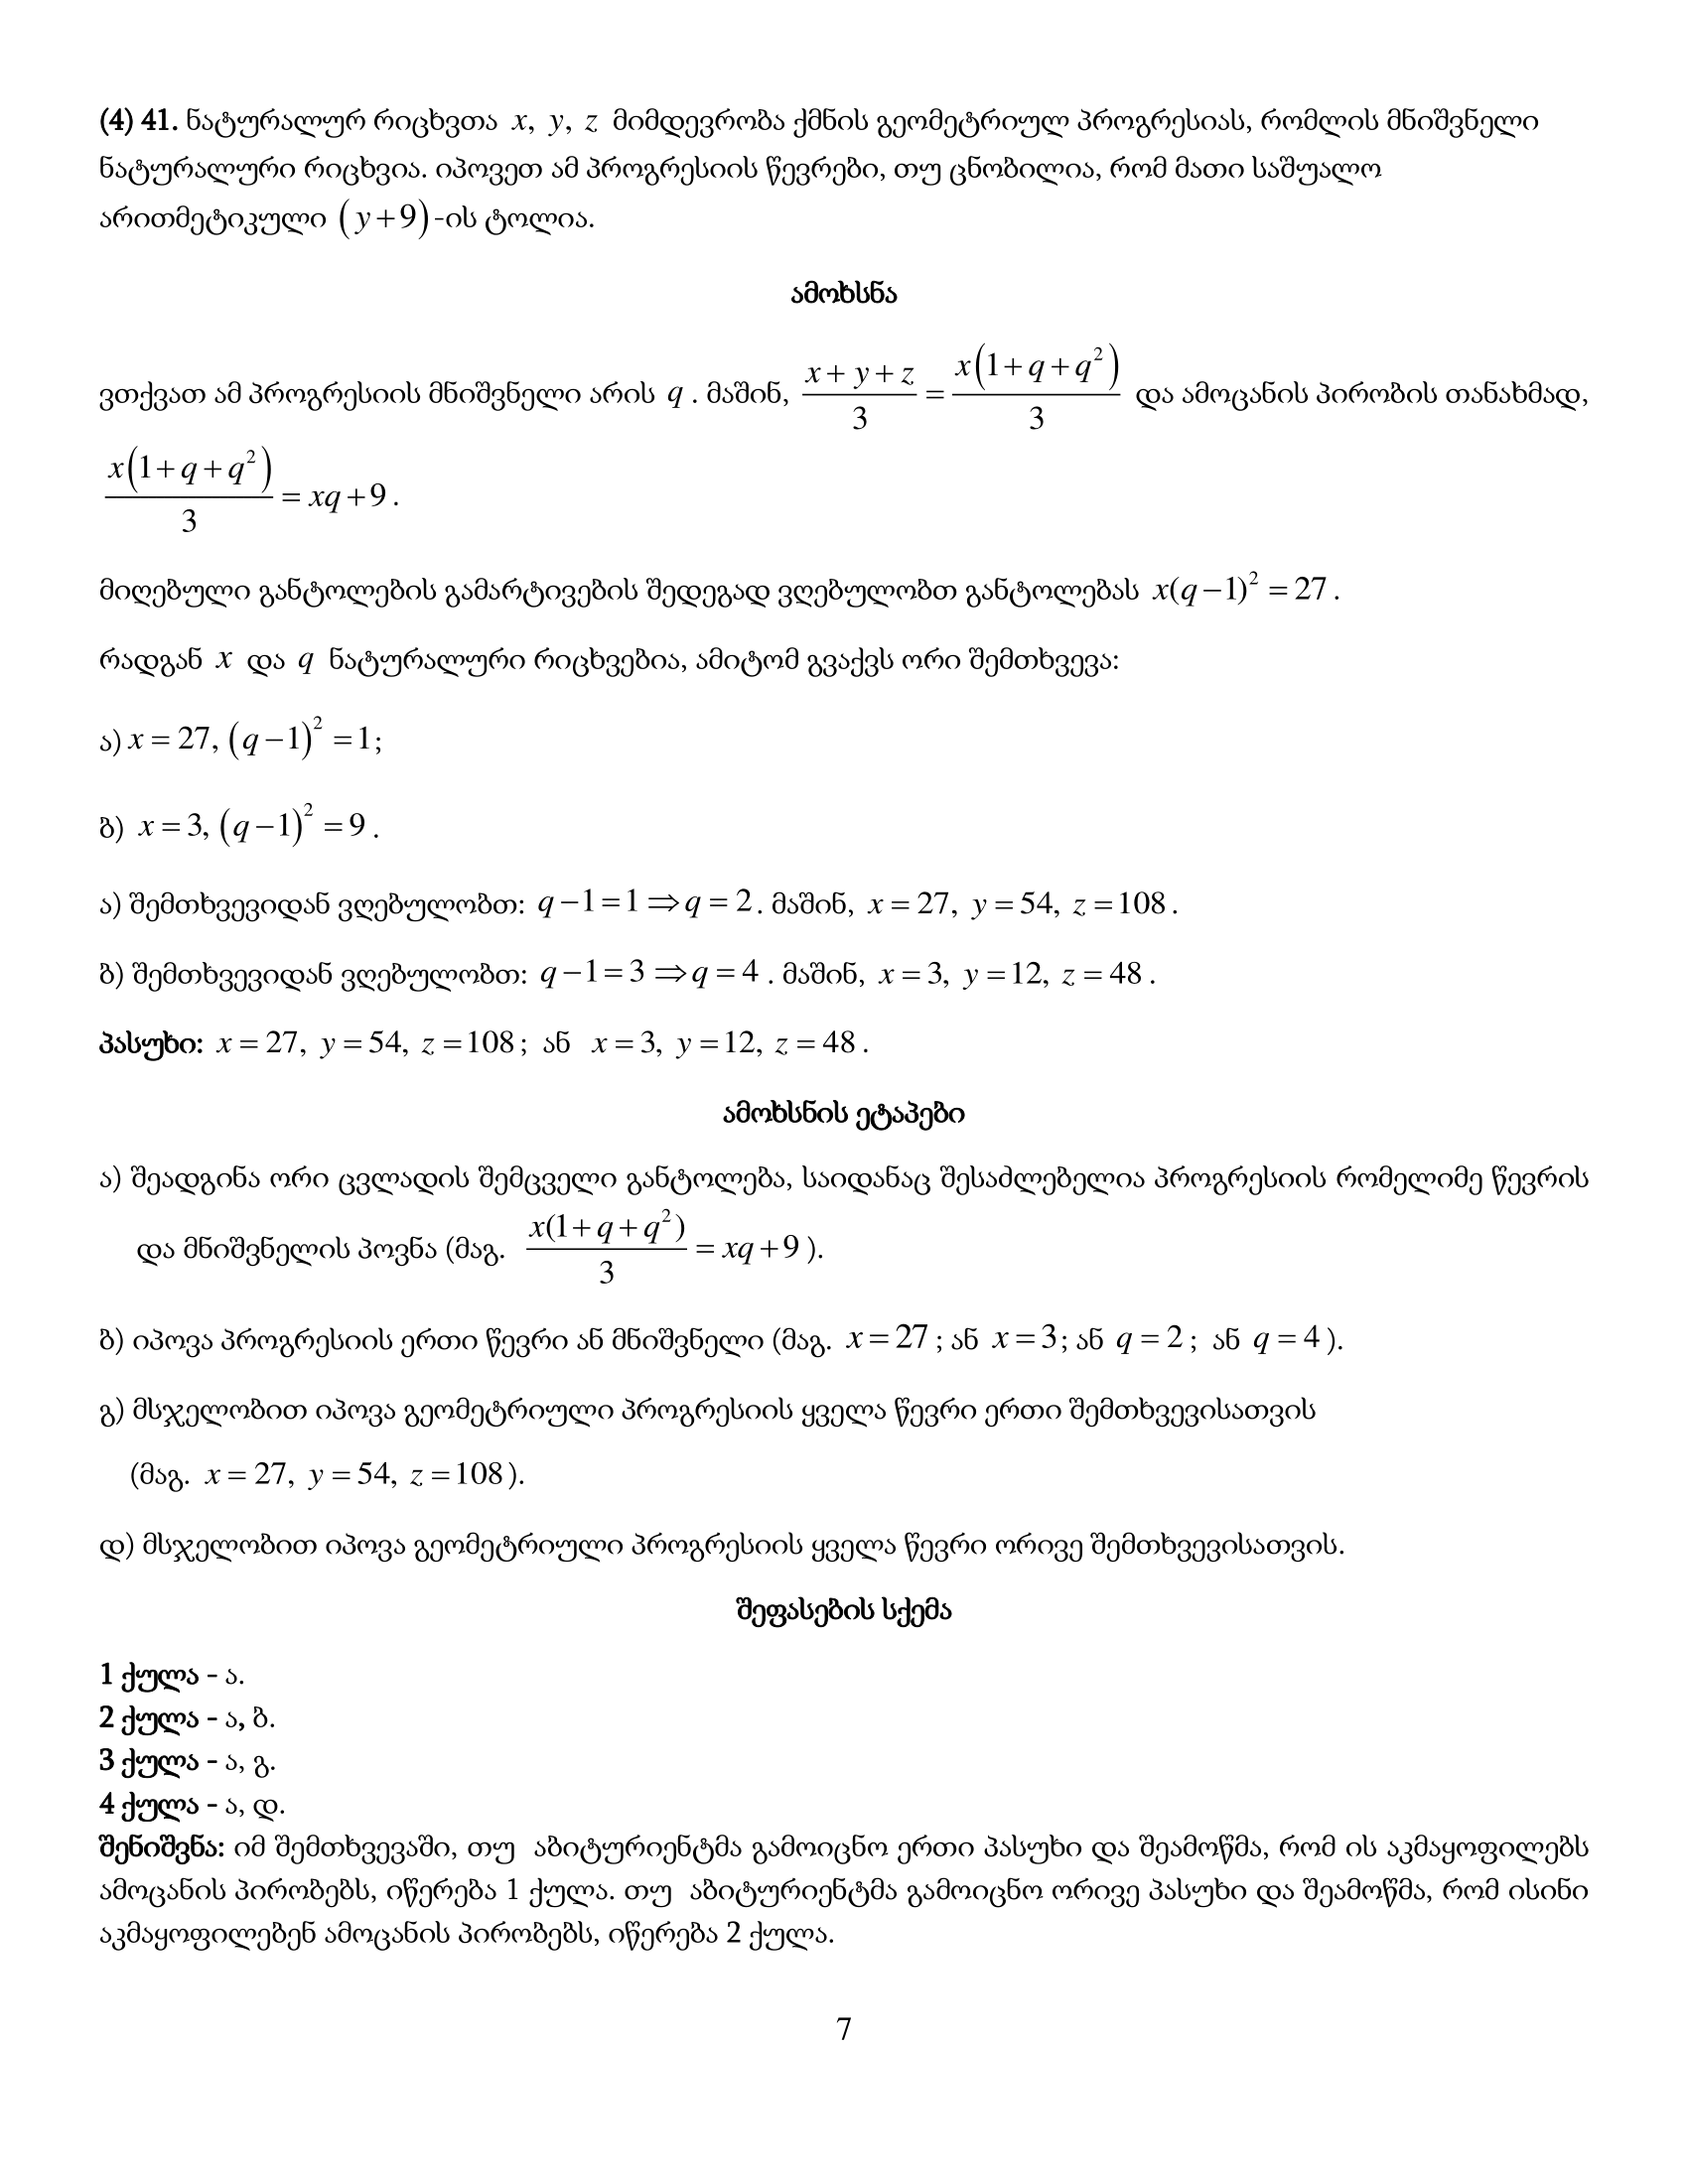 (4) 41. ნატურალურ რიცხვთა x, y, z მიმდევრობა ქმნის გეომეტრიულ პროგრესიას, რომლის მნიშვნელი
ნატურალური რიცხვია. იპოვეთ ამ პროგრესიის წევრები, თუ ცნობილია, რომ მათი საშუალო
არითმეტიკული (y+9)-ის ტოლია.
ამოხსნა
ვთქვათ ამ პროგრესიის მნიშვნელი არის q . მაშინ, (x + y + z)/3 = x(1+q+q²)/3 და ამოცანის პირობის თანახმად,
x(1+q+q²)/3 = xq+9 .
მიღებული განტოლების გამარტივების შედეგად ვღებულობთ განტოლებას x(q−1)² = 27 .
რადგან x და q ნატურალური რიცხვებია, ამიტომ გვაქვს ორი შემთხვევა:
ა) x = 27, (q−1)² = 1;
ბ) x = 3, (q−1)² = 9 .
ა) შემთხვევიდან ვღებულობთ: q−1=1 ⇒ q = 2. მაშინ, x = 27, y = 54, z =108 .
ბ) შემთხვევიდან ვღებულობთ: q−1=3 ⇒ q = 4 . მაშინ, x = 3, y =12, z = 48 .
პასუხი: x = 27, y = 54, z =108 ; ან x = 3, y =12, z = 48 .
ამოხსნის ეტაპები
ა) შეადგინა ორი ცვლადის შემცველი განტოლება, საიდანაც შესაძლებელია პროგრესიის რომელიმე წევრის
და მნიშვნელის პოვნა (მაგ. x(1+q+q²)/3 = xq+9 ).
ბ) იპოვა პროგრესიის ერთი წევრი ან მნიშვნელი (მაგ. x = 27 ; ან x = 3; ან q = 2 ; ან q = 4 ).
გ) მსჯელობით იპოვა გეომეტრიული პროგრესიის ყველა წევრი ერთი შემთხვევისათვის
(მაგ. x = 27, y = 54, z =108).
დ) მსჯელობით იპოვა გეომეტრიული პროგრესიის ყველა წევრი ორივე შემთხვევისათვის.
შეფასების სქემა
1 ქულა - ა.
2 ქულა - ა, ბ.
3 ქულა - ა, გ.
4 ქულა - ა, დ.
შენიშვნა: იმ შემთხვევაში, თუ აბიტურიენტმა გამოიცნო ერთი პასუხი და შეამოწმა, რომ ის აკმაყოფილებს
ამოცანის პირობებს, იწერება 1 ქულა. თუ აბიტურიენტმა გამოიცნო ორივე პასუხი და შეამოწმა, რომ ისინი
აკმაყოფილებენ ამოცანის პირობებს, იწერება 2 ქულა.
7